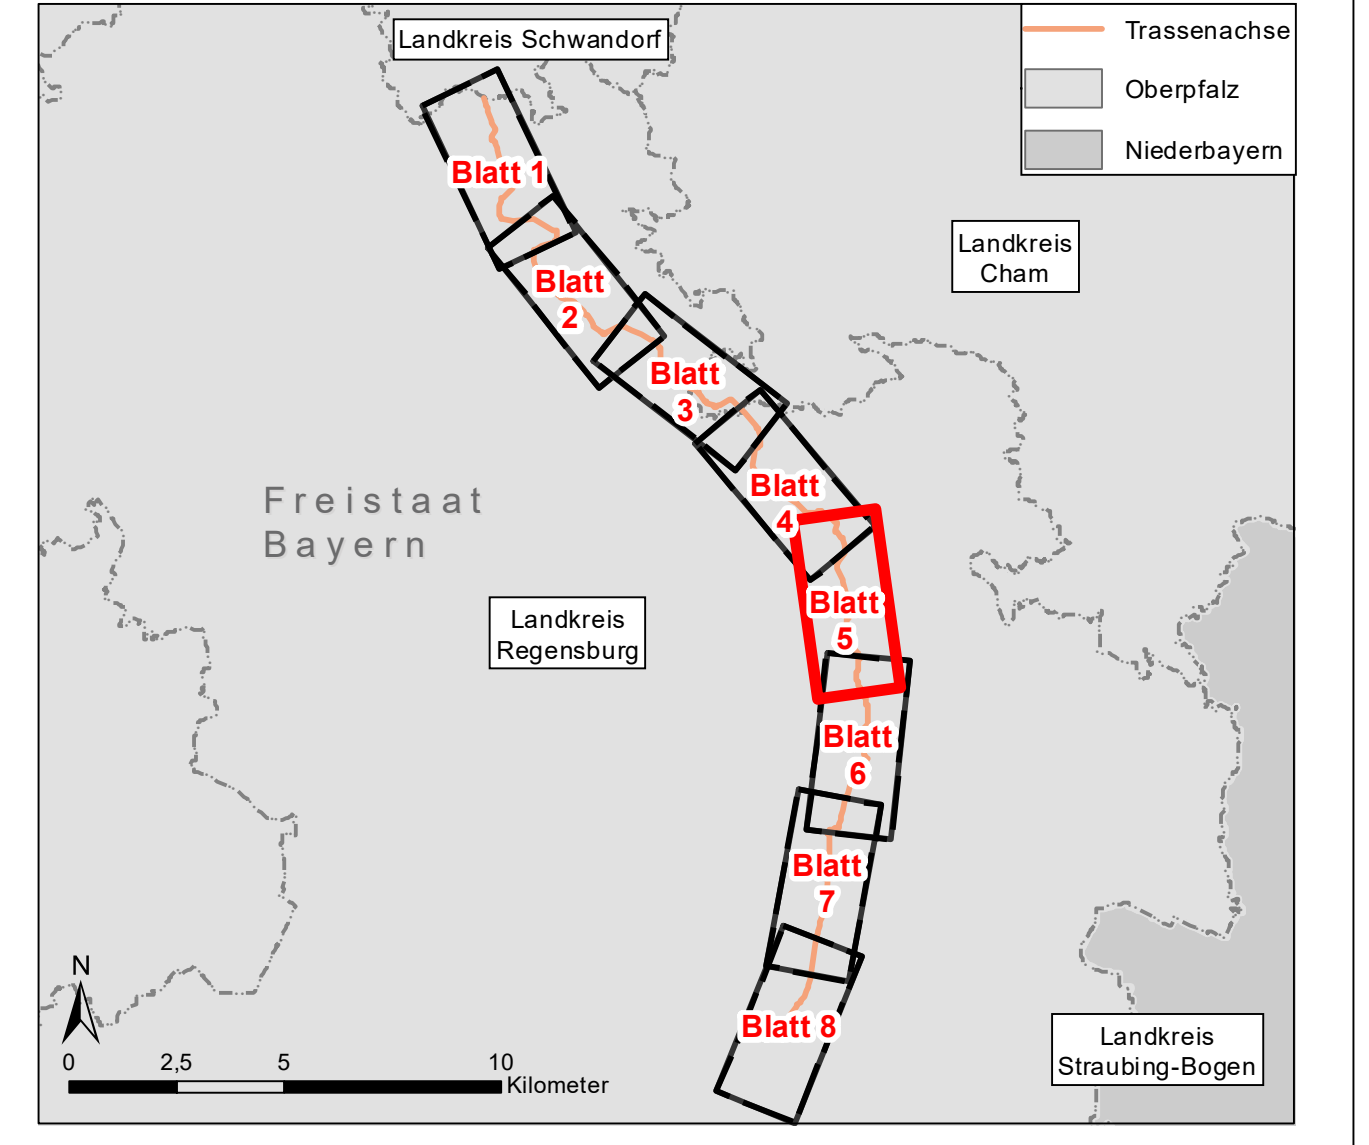 Landkreis Schwandorf
Trassenachse
Oberpfalz
Niederbayern
Blatt 1
Landkreis
Cham
Blatt
2
Blatt
3
Freistaat
Bayern
Blatt
4
Landkreis
Regensburg
Blatt
5
Blatt
6
Blatt
7
N
Blatt 8
Landkreis
Straubing-Bogen
0 2,5 5 10
Kilometer